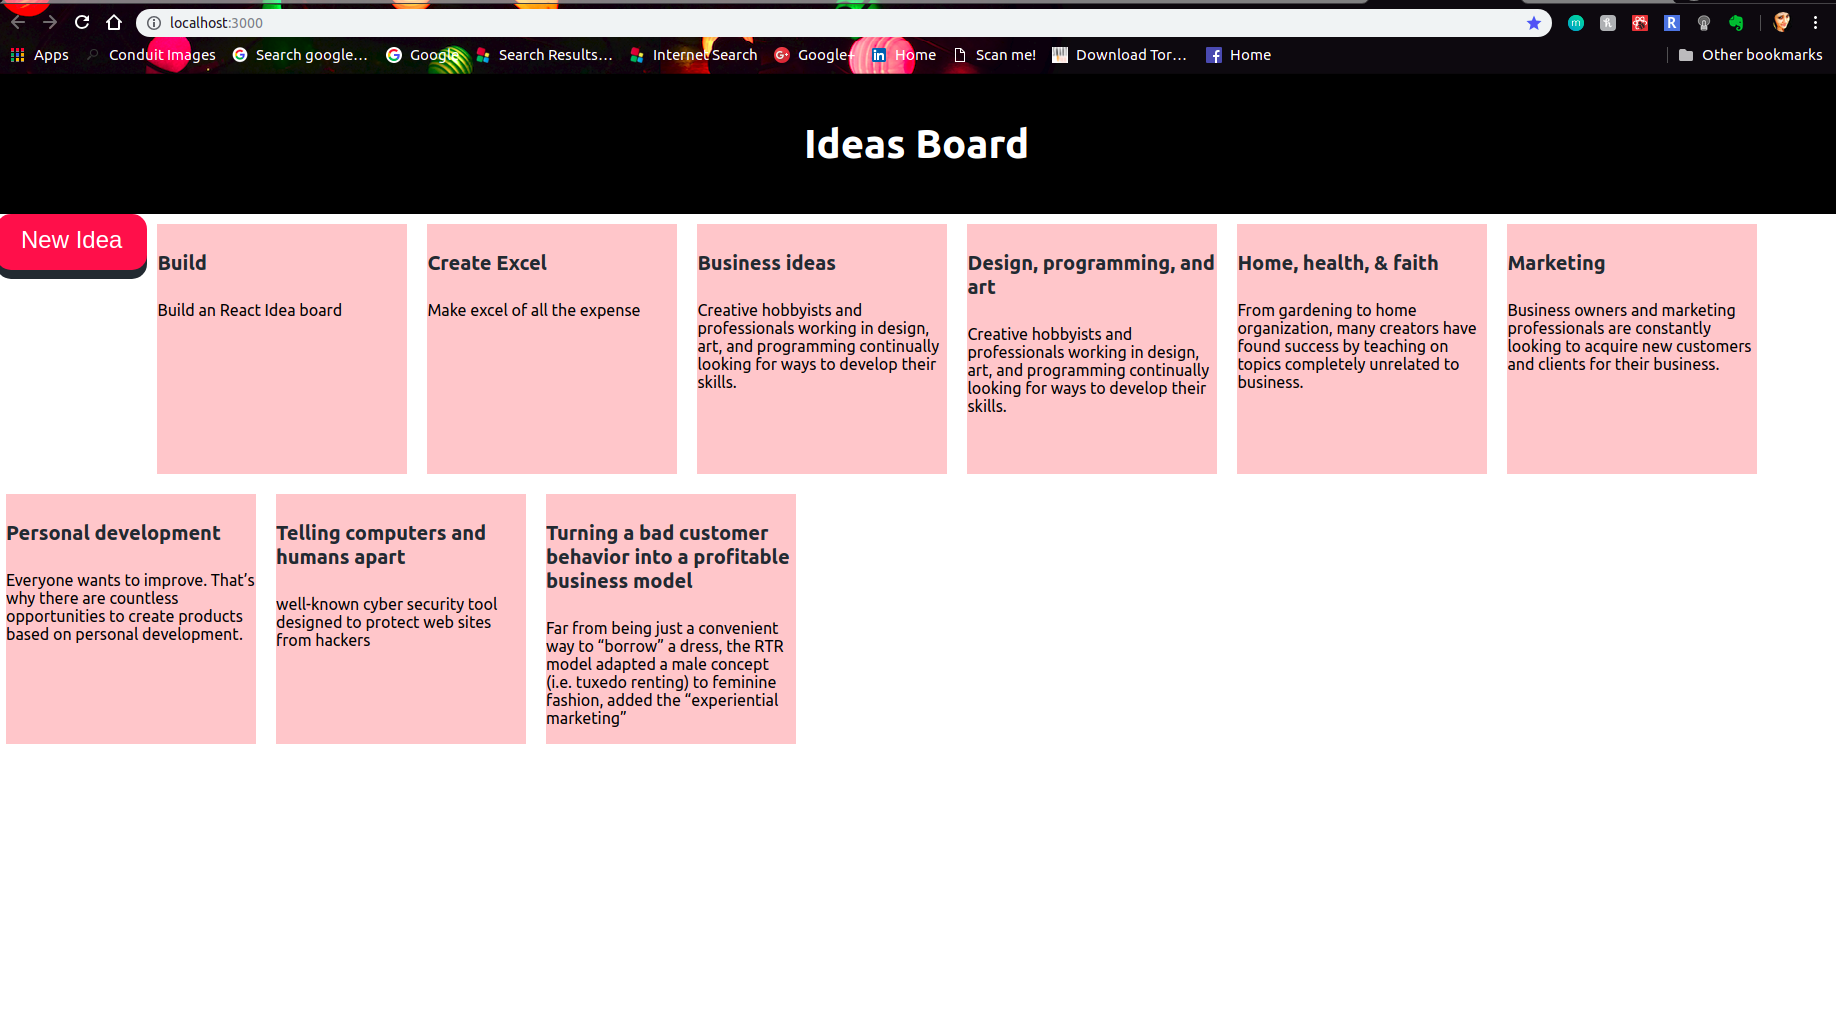 localhost:3000
Apps Conduit Images Search google... Google Search Results... Internet Search Google+ Home Scan me! Download Tor... Home Other bookmarks
Ideas Board
New Idea
Build
Build an React Idea board
Create Excel
Make excel of all the expense
Business ideas
Creative hobbyists and
professionals working in design,
art, and programming continually
looking for ways to develop their
skills.
Design, programming, and
art
Creative hobbyists and
professionals working in design,
art, and programming continually
looking for ways to develop their
skills.
Home, health, & faith
From gardening to home
organization, many creators have
found success by teaching on
topics completely unrelated to
business.
Marketing
Business owners and marketing
professionals are constantly
looking to acquire new customers
and clients for their business.
Personal development
Everyone wants to improve. That’s
why there are countless
opportunities to create products
based on personal development.
Telling computers and
humans apart
well-known cyber security tool
designed to protect web sites
from hackers
Turning a bad customer
behavior into a profitable
business model
Far from being just a convenient
way to “borrow” a dress, the RTR
model adapted a male concept
(i.e. tuxedo renting) to feminine
fashion, added the “experiential
marketing”